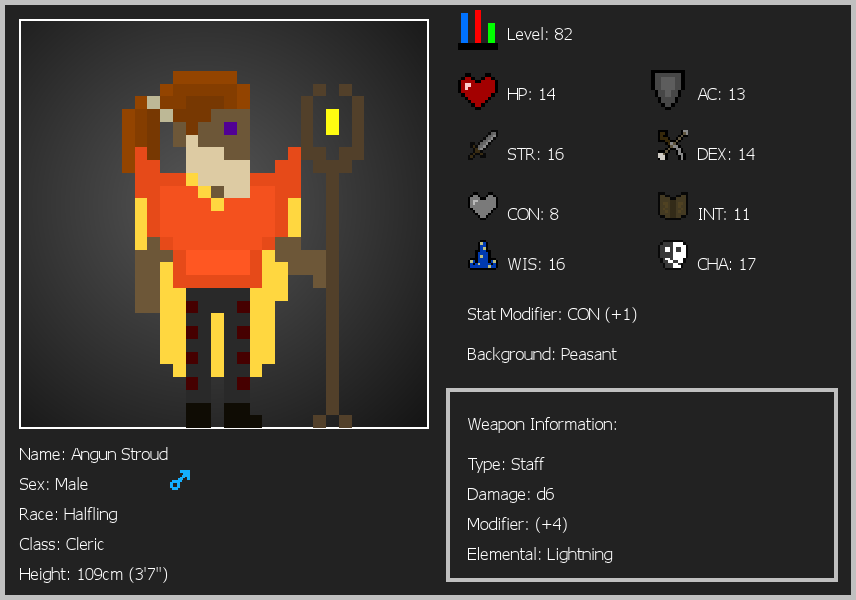 Level: 82
HP: 14
AC: 13
STR: 16
DEX: 14
CON: 8
INT: 11
WIS: 16
CHA: 17
Stat Modifier: CON (+1)
Background: Peasant
Weapon Information:
Type: Staff
Damage: d6
Modifier: (+4)
Elemental: Lightning
Name: Angun Stroud
Sex: Male
Race: Halfling
Class: Cleric
Height: 109cm (3'7")